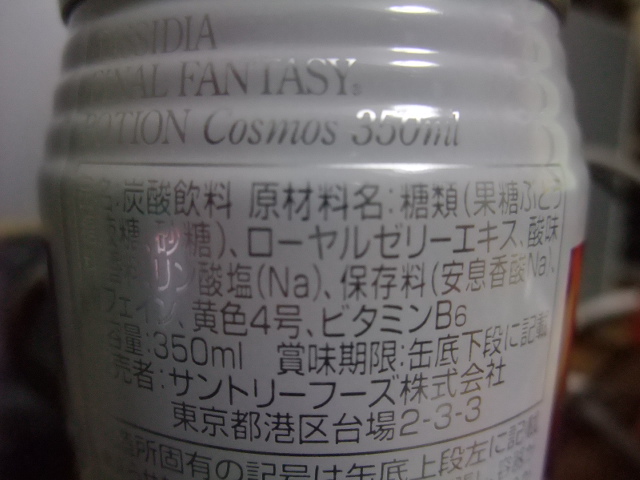 SSIDIA
FINAL FANTASY
POTION Cosmos 350ml
名:炭酸飲料 原材料名:糖類(果糖ぶどう
糖、砂糖)、ローヤルゼリーエキス、酸味
リン酸塩(Na)、保存料(安息香酸Na)、
フェイン、黄色4号、ビタミンB6
容量:350ml 賞味期限:缶底下段に記載
売者:サントリーフーズ株式会社
東京都港区台場2-3-3
所固有の記号は缶底上段左に記